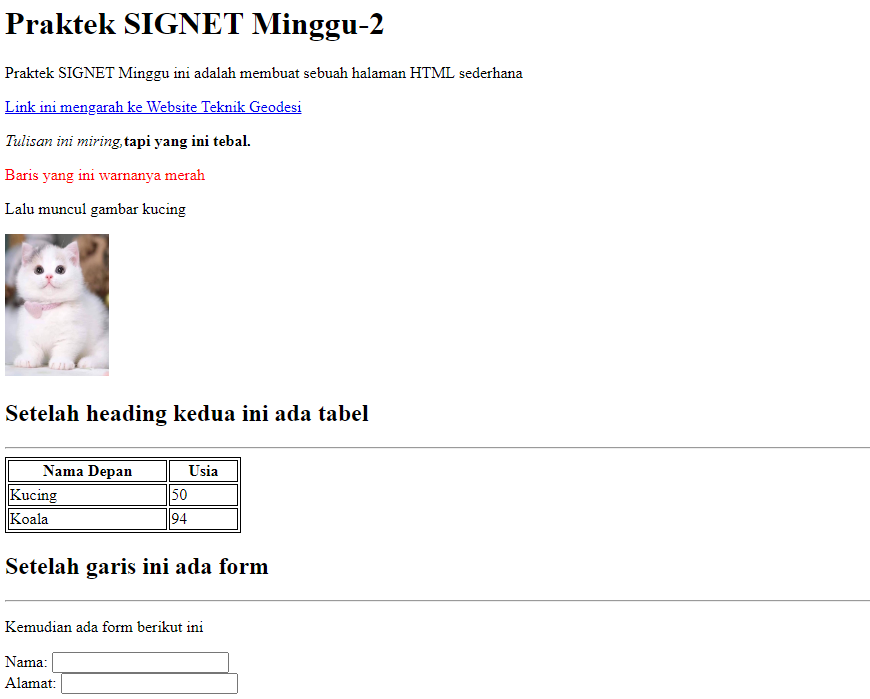 Praktek SIGNET Minggu-2
Praktek SIGNET Minggu ini adalah membuat sebuah halaman HTML sederhana
Link ini mengarah ke Website Teknik Geodesi
Tulisan ini miring,tapi yang ini tebal.
Baris yang ini warnanya merah
Lalu muncul gambar kucing
Setelah heading kedua ini ada tabel
Nama Depan Usia
Kucing 50
Koala 94
Setelah garis ini ada form
Kemudian ada form berikut ini
Nama:
Alamat: